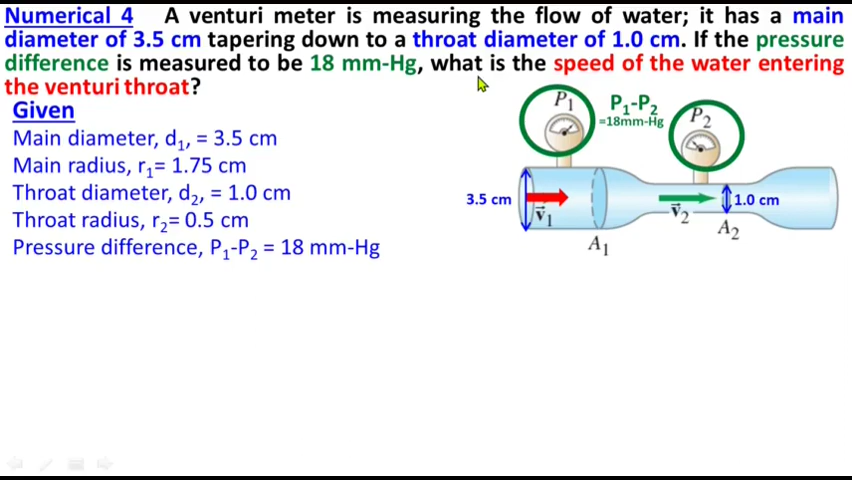 Numerical 4 A venturi meter is measuring the flow of water; it has a main
diameter of 3.5 cm tapering down to a throat diameter of 1.0 cm. If the pressure
difference is measured to be 18 mm-Hg, what is the speed of the water entering
the venturi throat?
Given
Main diameter, d₁, = 3.5 cm
Main radius, r₁= 1.75 cm
Throat diameter, d₂, = 1.0 cm
Throat radius, r₂= 0.5 cm
Pressure difference, P₁-P₂ = 18 mm-Hg
P₁
P₁-P₂
=18mm-Hg
P₂
3.5 cm
v⃗₁
v⃗₂
1.0 cm
A₁
A₂